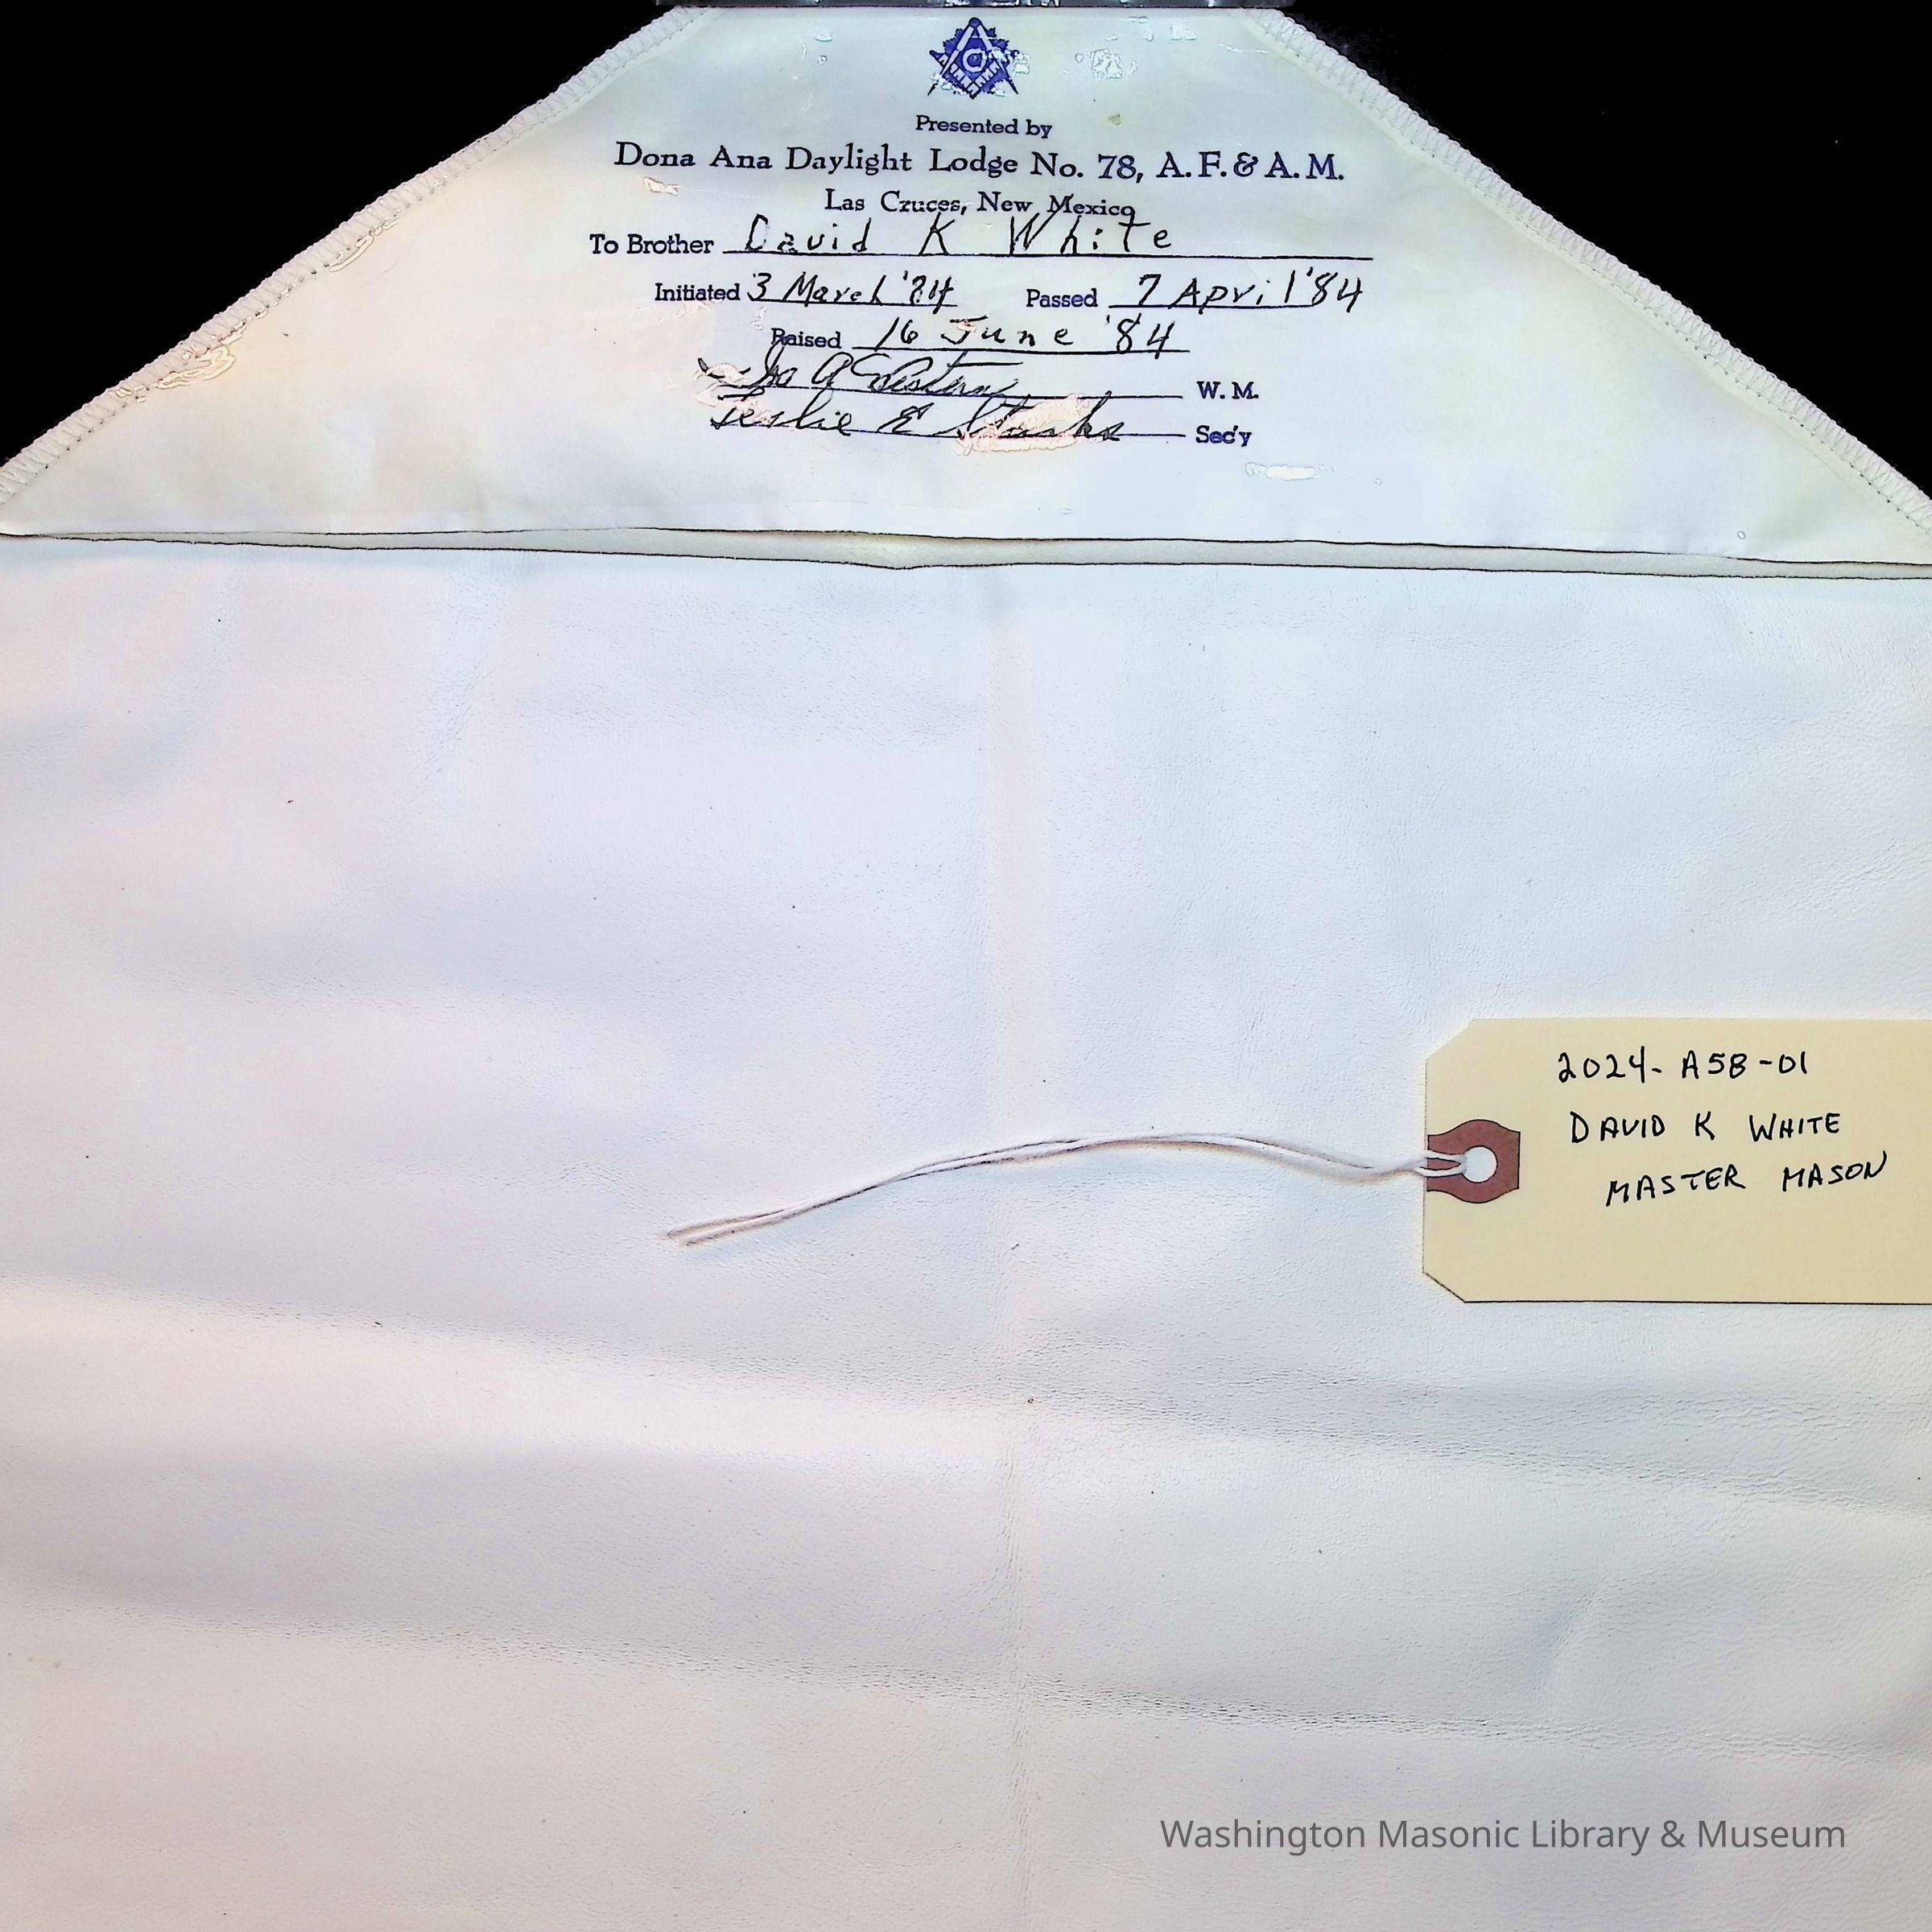 G
Presented by
Dona Ana Daylight Lodge No. 78, A.F.& A.M.
Las Cruces, New Mexico
To Brother David K White
Initiated 3 March '84 Passed 7 April '84
Raised 16 June '84
W. M.
Leslie E Sec'y
2024-A58-01
DAVID K WHITE
MASTER MASON
Washington Masonic Library & Museum